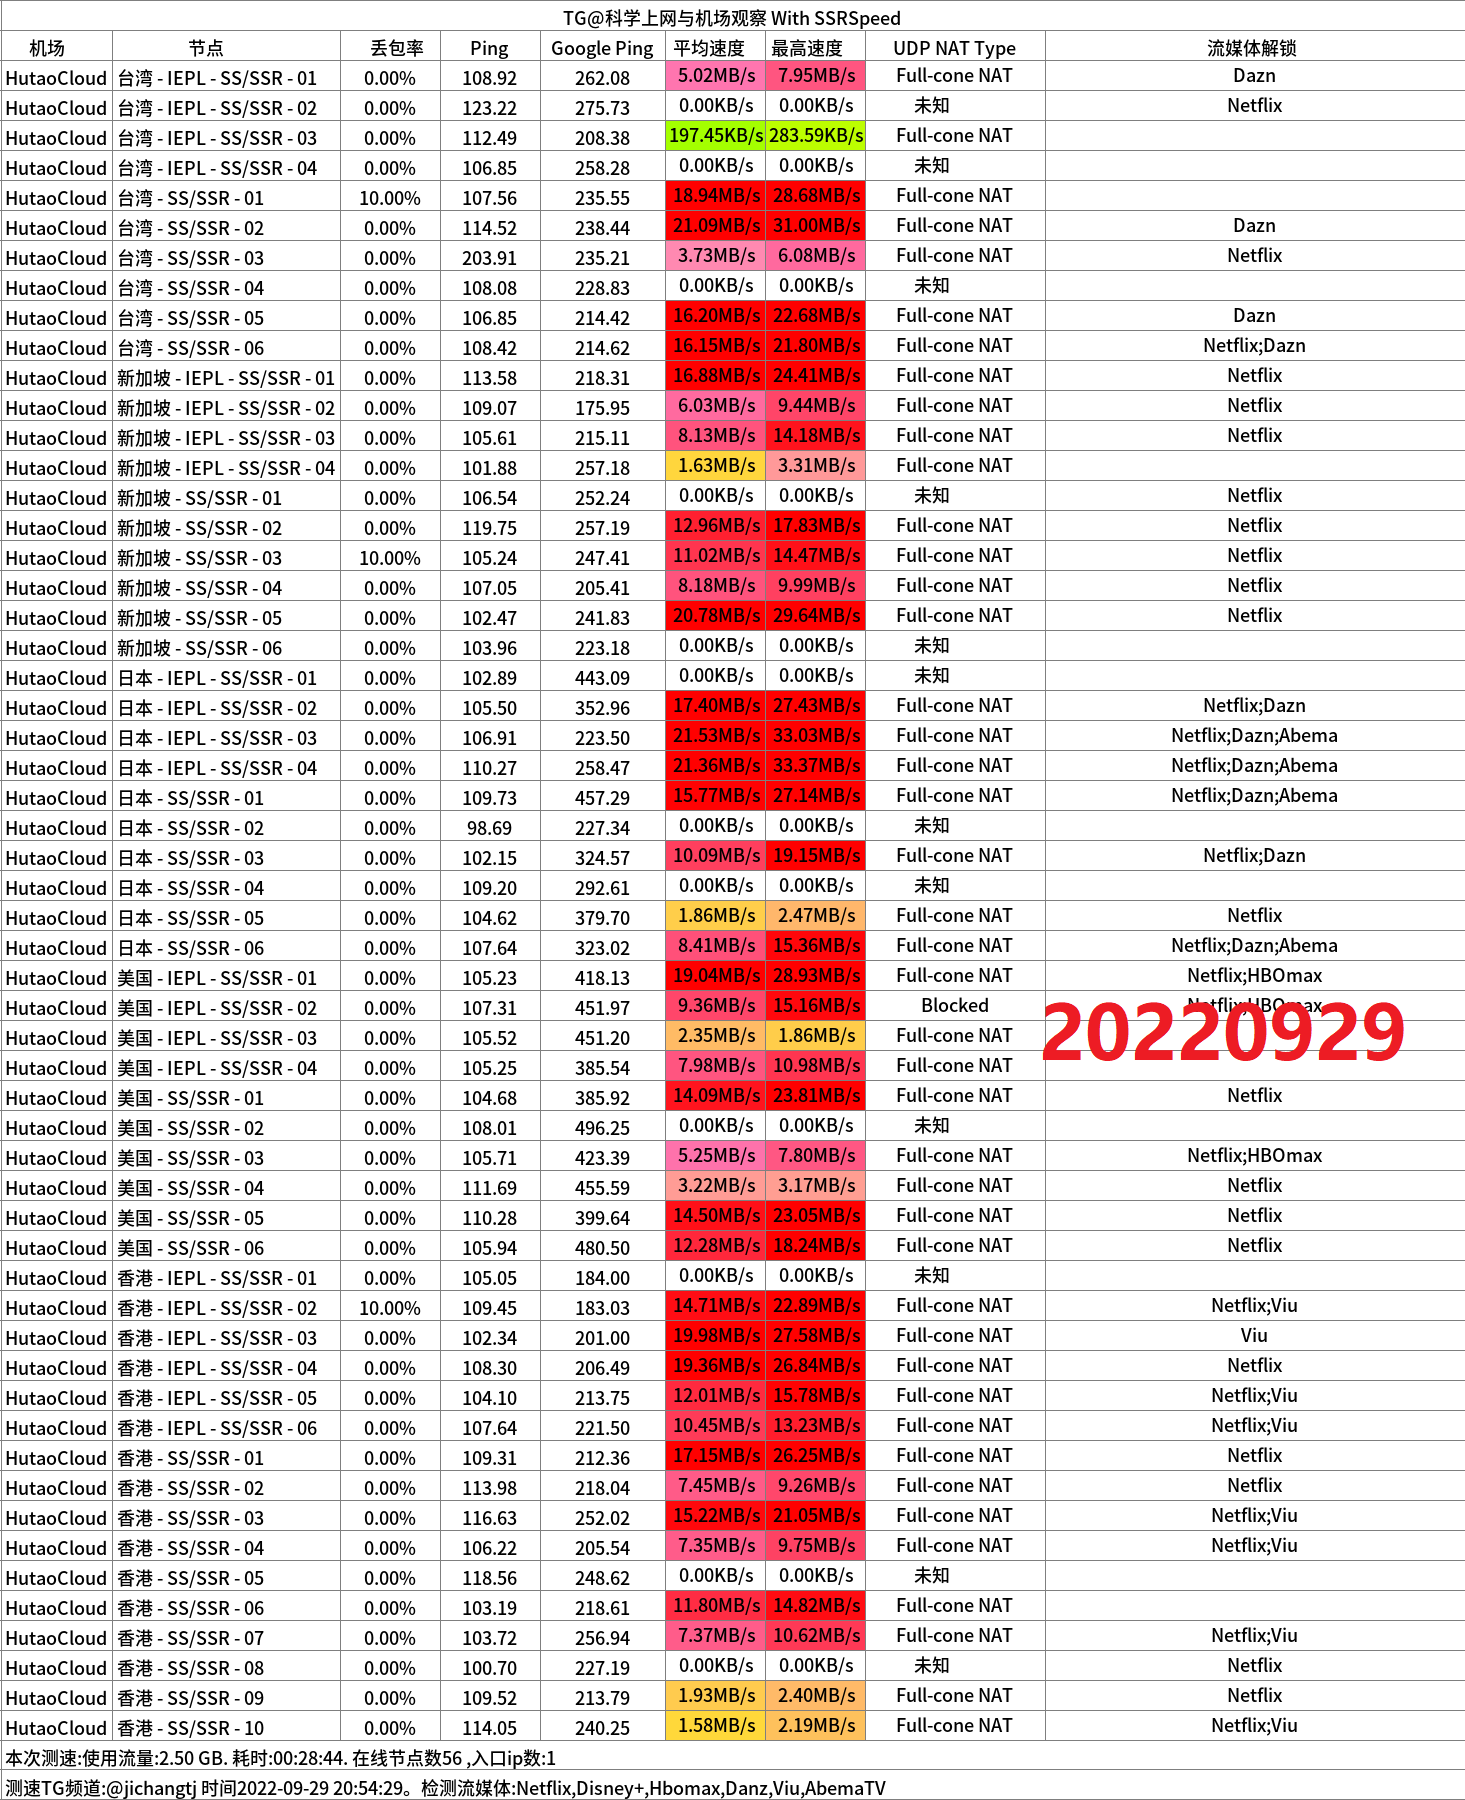 TG@科学上网与机场观察 With SSRSpeed
机场 节点 丢包率 Ping Google Ping 平均速度 最高速度 UDP NAT Type 流媒体解锁
HutaoCloud 台湾 - IEPL - SS/SSR - 01 0.00% 108.92 262.08 5.02MB/s 7.95MB/s Full-cone NAT Dazn
HutaoCloud 台湾 - IEPL - SS/SSR - 02 0.00% 123.22 275.73 0.00KB/s 0.00KB/s 未知 Netflix
HutaoCloud 台湾 - IEPL - SS/SSR - 03 0.00% 112.49 208.38 197.45KB/s 283.59KB/s Full-cone NAT
HutaoCloud 台湾 - IEPL - SS/SSR - 04 0.00% 106.85 258.28 0.00KB/s 0.00KB/s 未知
HutaoCloud 台湾 - SS/SSR - 01 10.00% 107.56 235.55 18.94MB/s 28.68MB/s Full-cone NAT
HutaoCloud 台湾 - SS/SSR - 02 0.00% 114.52 238.44 21.09MB/s 31.00MB/s Full-cone NAT Dazn
HutaoCloud 台湾 - SS/SSR - 03 0.00% 203.91 235.21 3.73MB/s 6.08MB/s Full-cone NAT Netflix
HutaoCloud 台湾 - SS/SSR - 04 0.00% 108.08 228.83 0.00KB/s 0.00KB/s 未知
HutaoCloud 台湾 - SS/SSR - 05 0.00% 106.85 214.42 16.20MB/s 22.68MB/s Full-cone NAT Dazn
HutaoCloud 台湾 - SS/SSR - 06 0.00% 108.42 214.62 16.15MB/s 21.80MB/s Full-cone NAT Netflix;Dazn
HutaoCloud 新加坡 - IEPL - SS/SSR - 01 0.00% 113.58 218.31 16.88MB/s 24.41MB/s Full-cone NAT Netflix
HutaoCloud 新加坡 - IEPL - SS/SSR - 02 0.00% 109.07 175.95 6.03MB/s 9.44MB/s Full-cone NAT Netflix
HutaoCloud 新加坡 - IEPL - SS/SSR - 03 0.00% 105.61 215.11 8.13MB/s 14.18MB/s Full-cone NAT Netflix
HutaoCloud 新加坡 - IEPL - SS/SSR - 04 0.00% 101.88 257.18 1.63MB/s 3.31MB/s Full-cone NAT
HutaoCloud 新加坡 - SS/SSR - 01 0.00% 106.54 252.24 0.00KB/s 0.00KB/s 未知 Netflix
HutaoCloud 新加坡 - SS/SSR - 02 0.00% 119.75 257.19 12.96MB/s 17.83MB/s Full-cone NAT Netflix
HutaoCloud 新加坡 - SS/SSR - 03 10.00% 105.24 247.41 11.02MB/s 14.47MB/s Full-cone NAT Netflix
HutaoCloud 新加坡 - SS/SSR - 04 0.00% 107.05 205.41 8.18MB/s 9.99MB/s Full-cone NAT Netflix
HutaoCloud 新加坡 - SS/SSR - 05 0.00% 102.47 241.83 20.78MB/s 29.64MB/s Full-cone NAT Netflix
HutaoCloud 新加坡 - SS/SSR - 06 0.00% 103.96 223.18 0.00KB/s 0.00KB/s 未知
HutaoCloud 日本 - IEPL - SS/SSR - 01 0.00% 102.89 443.09 0.00KB/s 0.00KB/s 未知
HutaoCloud 日本 - IEPL - SS/SSR - 02 0.00% 105.50 352.96 17.40MB/s 27.43MB/s Full-cone NAT Netflix;Dazn
HutaoCloud 日本 - IEPL - SS/SSR - 03 0.00% 106.91 223.50 21.53MB/s 33.03MB/s Full-cone NAT Netflix;Dazn;Abema
HutaoCloud 日本 - IEPL - SS/SSR - 04 0.00% 110.27 258.47 21.36MB/s 33.37MB/s Full-cone NAT Netflix;Dazn;Abema
HutaoCloud 日本 - SS/SSR - 01 0.00% 109.73 457.29 15.77MB/s 27.14MB/s Full-cone NAT Netflix;Dazn;Abema
HutaoCloud 日本 - SS/SSR - 02 0.00% 98.69 227.34 0.00KB/s 0.00KB/s 未知
HutaoCloud 日本 - SS/SSR - 03 0.00% 102.15 324.57 10.09MB/s 19.15MB/s Full-cone NAT Netflix;Dazn
HutaoCloud 日本 - SS/SSR - 04 0.00% 109.20 292.61 0.00KB/s 0.00KB/s 未知
HutaoCloud 日本 - SS/SSR - 05 0.00% 104.62 379.70 1.86MB/s 2.47MB/s Full-cone NAT Netflix
HutaoCloud 日本 - SS/SSR - 06 0.00% 107.64 323.02 8.41MB/s 15.36MB/s Full-cone NAT Netflix;Dazn;Abema
HutaoCloud 美国 - IEPL - SS/SSR - 01 0.00% 105.23 418.13 19.04MB/s 28.93MB/s Full-cone NAT Netflix;HBOmax
HutaoCloud 美国 - IEPL - SS/SSR - 02 0.00% 107.31 451.97 9.36MB/s 15.16MB/s Blocked Netflix;HBOmax
20220929
HutaoCloud 美国 - IEPL - SS/SSR - 03 0.00% 105.52 451.20 2.35MB/s 1.86MB/s Full-cone NAT
HutaoCloud 美国 - IEPL - SS/SSR - 04 0.00% 105.25 385.54 7.98MB/s 10.98MB/s Full-cone NAT
HutaoCloud 美国 - SS/SSR - 01 0.00% 104.68 385.92 14.09MB/s 23.81MB/s Full-cone NAT Netflix
HutaoCloud 美国 - SS/SSR - 02 0.00% 108.01 496.25 0.00KB/s 0.00KB/s 未知
HutaoCloud 美国 - SS/SSR - 03 0.00% 105.71 423.39 5.25MB/s 7.80MB/s Full-cone NAT Netflix;HBOmax
HutaoCloud 美国 - SS/SSR - 04 0.00% 111.69 455.59 3.22MB/s 3.17MB/s Full-cone NAT Netflix
HutaoCloud 美国 - SS/SSR - 05 0.00% 110.28 399.64 14.50MB/s 23.05MB/s Full-cone NAT Netflix
HutaoCloud 美国 - SS/SSR - 06 0.00% 105.94 480.50 12.28MB/s 18.24MB/s Full-cone NAT Netflix
HutaoCloud 香港 - IEPL - SS/SSR - 01 0.00% 105.05 184.00 0.00KB/s 0.00KB/s 未知
HutaoCloud 香港 - IEPL - SS/SSR - 02 10.00% 109.45 183.03 14.71MB/s 22.89MB/s Full-cone NAT Netflix;Viu
HutaoCloud 香港 - IEPL - SS/SSR - 03 0.00% 102.34 201.00 19.98MB/s 27.58MB/s Full-cone NAT Viu
HutaoCloud 香港 - IEPL - SS/SSR - 04 0.00% 108.30 206.49 19.36MB/s 26.84MB/s Full-cone NAT Netflix
HutaoCloud 香港 - IEPL - SS/SSR - 05 0.00% 104.10 213.75 12.01MB/s 15.78MB/s Full-cone NAT Netflix;Viu
HutaoCloud 香港 - IEPL - SS/SSR - 06 0.00% 107.64 221.50 10.45MB/s 13.23MB/s Full-cone NAT Netflix;Viu
HutaoCloud 香港 - SS/SSR - 01 0.00% 109.31 212.36 17.15MB/s 26.25MB/s Full-cone NAT Netflix
HutaoCloud 香港 - SS/SSR - 02 0.00% 113.98 218.04 7.45MB/s 9.26MB/s Full-cone NAT Netflix
HutaoCloud 香港 - SS/SSR - 03 0.00% 116.63 252.02 15.22MB/s 21.05MB/s Full-cone NAT Netflix;Viu
HutaoCloud 香港 - SS/SSR - 04 0.00% 106.22 205.54 7.35MB/s 9.75MB/s Full-cone NAT Netflix;Viu
HutaoCloud 香港 - SS/SSR - 05 0.00% 118.56 248.62 0.00KB/s 0.00KB/s 未知
HutaoCloud 香港 - SS/SSR - 06 0.00% 103.19 218.61 11.80MB/s 14.82MB/s Full-cone NAT
HutaoCloud 香港 - SS/SSR - 07 0.00% 103.72 256.94 7.37MB/s 10.62MB/s Full-cone NAT Netflix;Viu
HutaoCloud 香港 - SS/SSR - 08 0.00% 100.70 227.19 0.00KB/s 0.00KB/s 未知 Netflix
HutaoCloud 香港 - SS/SSR - 09 0.00% 109.52 213.79 1.93MB/s 2.40MB/s Full-cone NAT Netflix
HutaoCloud 香港 - SS/SSR - 10 0.00% 114.05 240.25 1.58MB/s 2.19MB/s Full-cone NAT Netflix;Viu
本次测速:使用流量:2.50 GB. 耗时:00:28:44. 在线节点数56 ,入口ip数:1
测速TG频道:@jichangtj 时间2022-09-29 20:54:29。检测流媒体:Netflix,Disney+,Hbomax,Danz,Viu,AbemaTV